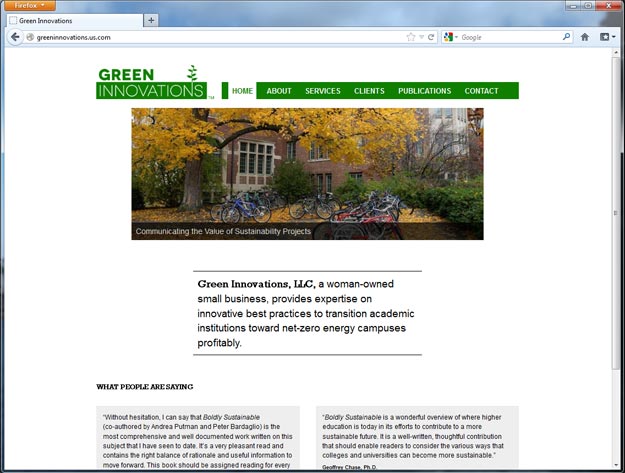 Firefox
Green Innovations
greeninnovations.us.com
Google
GREEN
INNOVATIONS™
HOME ABOUT SERVICES CLIENTS PUBLICATIONS CONTACT
Communicating the Value of Sustainability Projects
Green Innovations, LLC, a woman-owned
small business, provides expertise on
innovative best practices to transition academic
institutions toward net-zero energy campuses
profitably.
WHAT PEOPLE ARE SAYING
“Without hesitation, I can say that Boldly Sustainable
(co-authored by Andrea Putman and Peter Bardaglio) is the
most comprehensive and well documented work written on this
subject that I have seen to date. It’s a very pleasant read and
contains the right balance of rationale and useful information to
move forward. This book should be assigned reading for every
“Boldly Sustainable is a wonderful overview of where higher
education is today in its efforts to contribute to a more
sustainable future. It is a well-written, thoughtful contribution
that should enable readers to consider the various ways that
colleges and universities can become more sustainable.”
Geoffrey Chase, Ph.D.